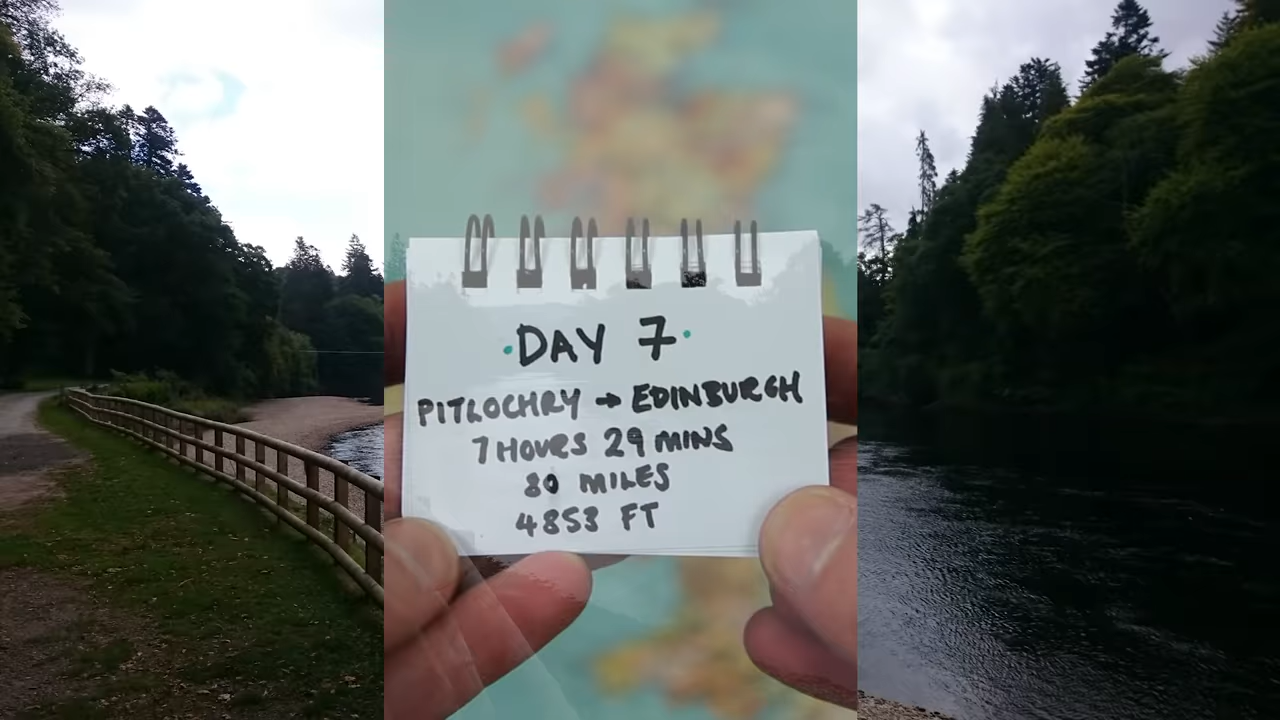 DAY 7
PITLOCHRY → EDINBURGH
7 HOURS 29 MINS
80 MILES
4853 FT